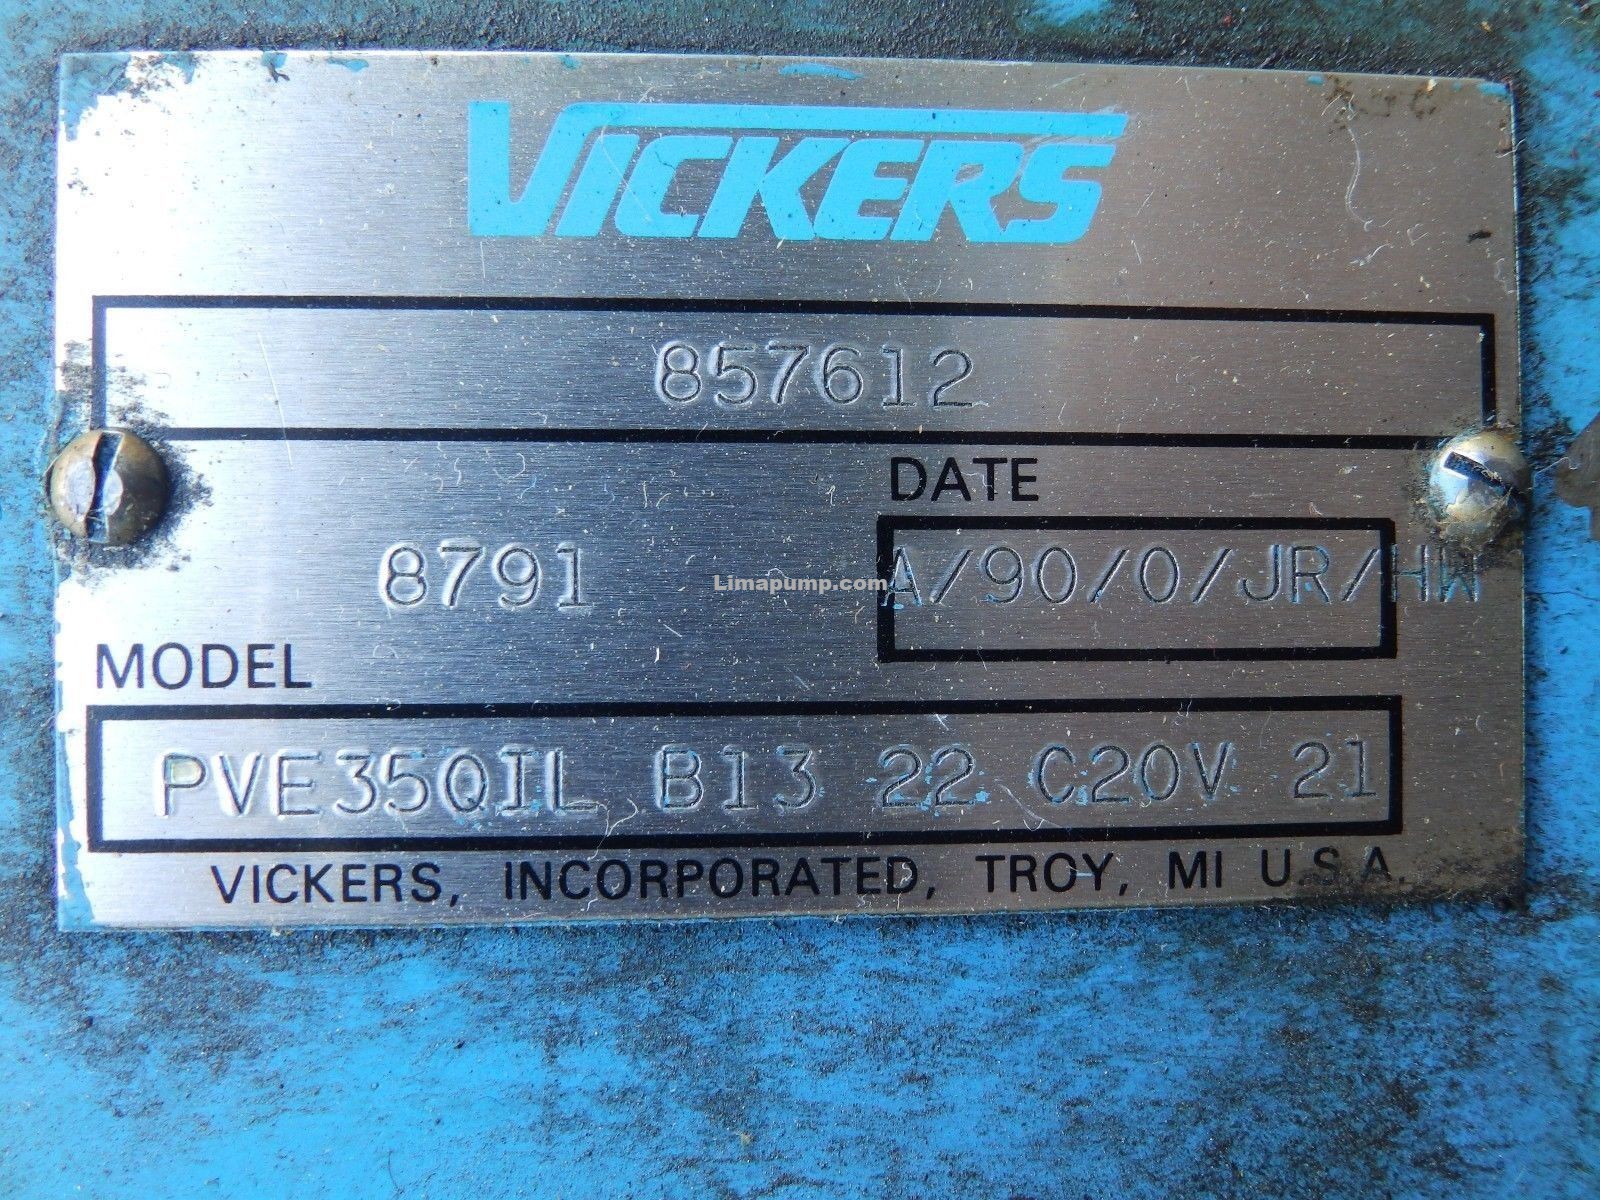 VICKERS
857612
DATE
8791
A/90/0/JR/HW
Limapump.com
MODEL
PVE35QIL B13 22 C20V 21
VICKERS, INCORPORATED, TROY, MI U.S.A.